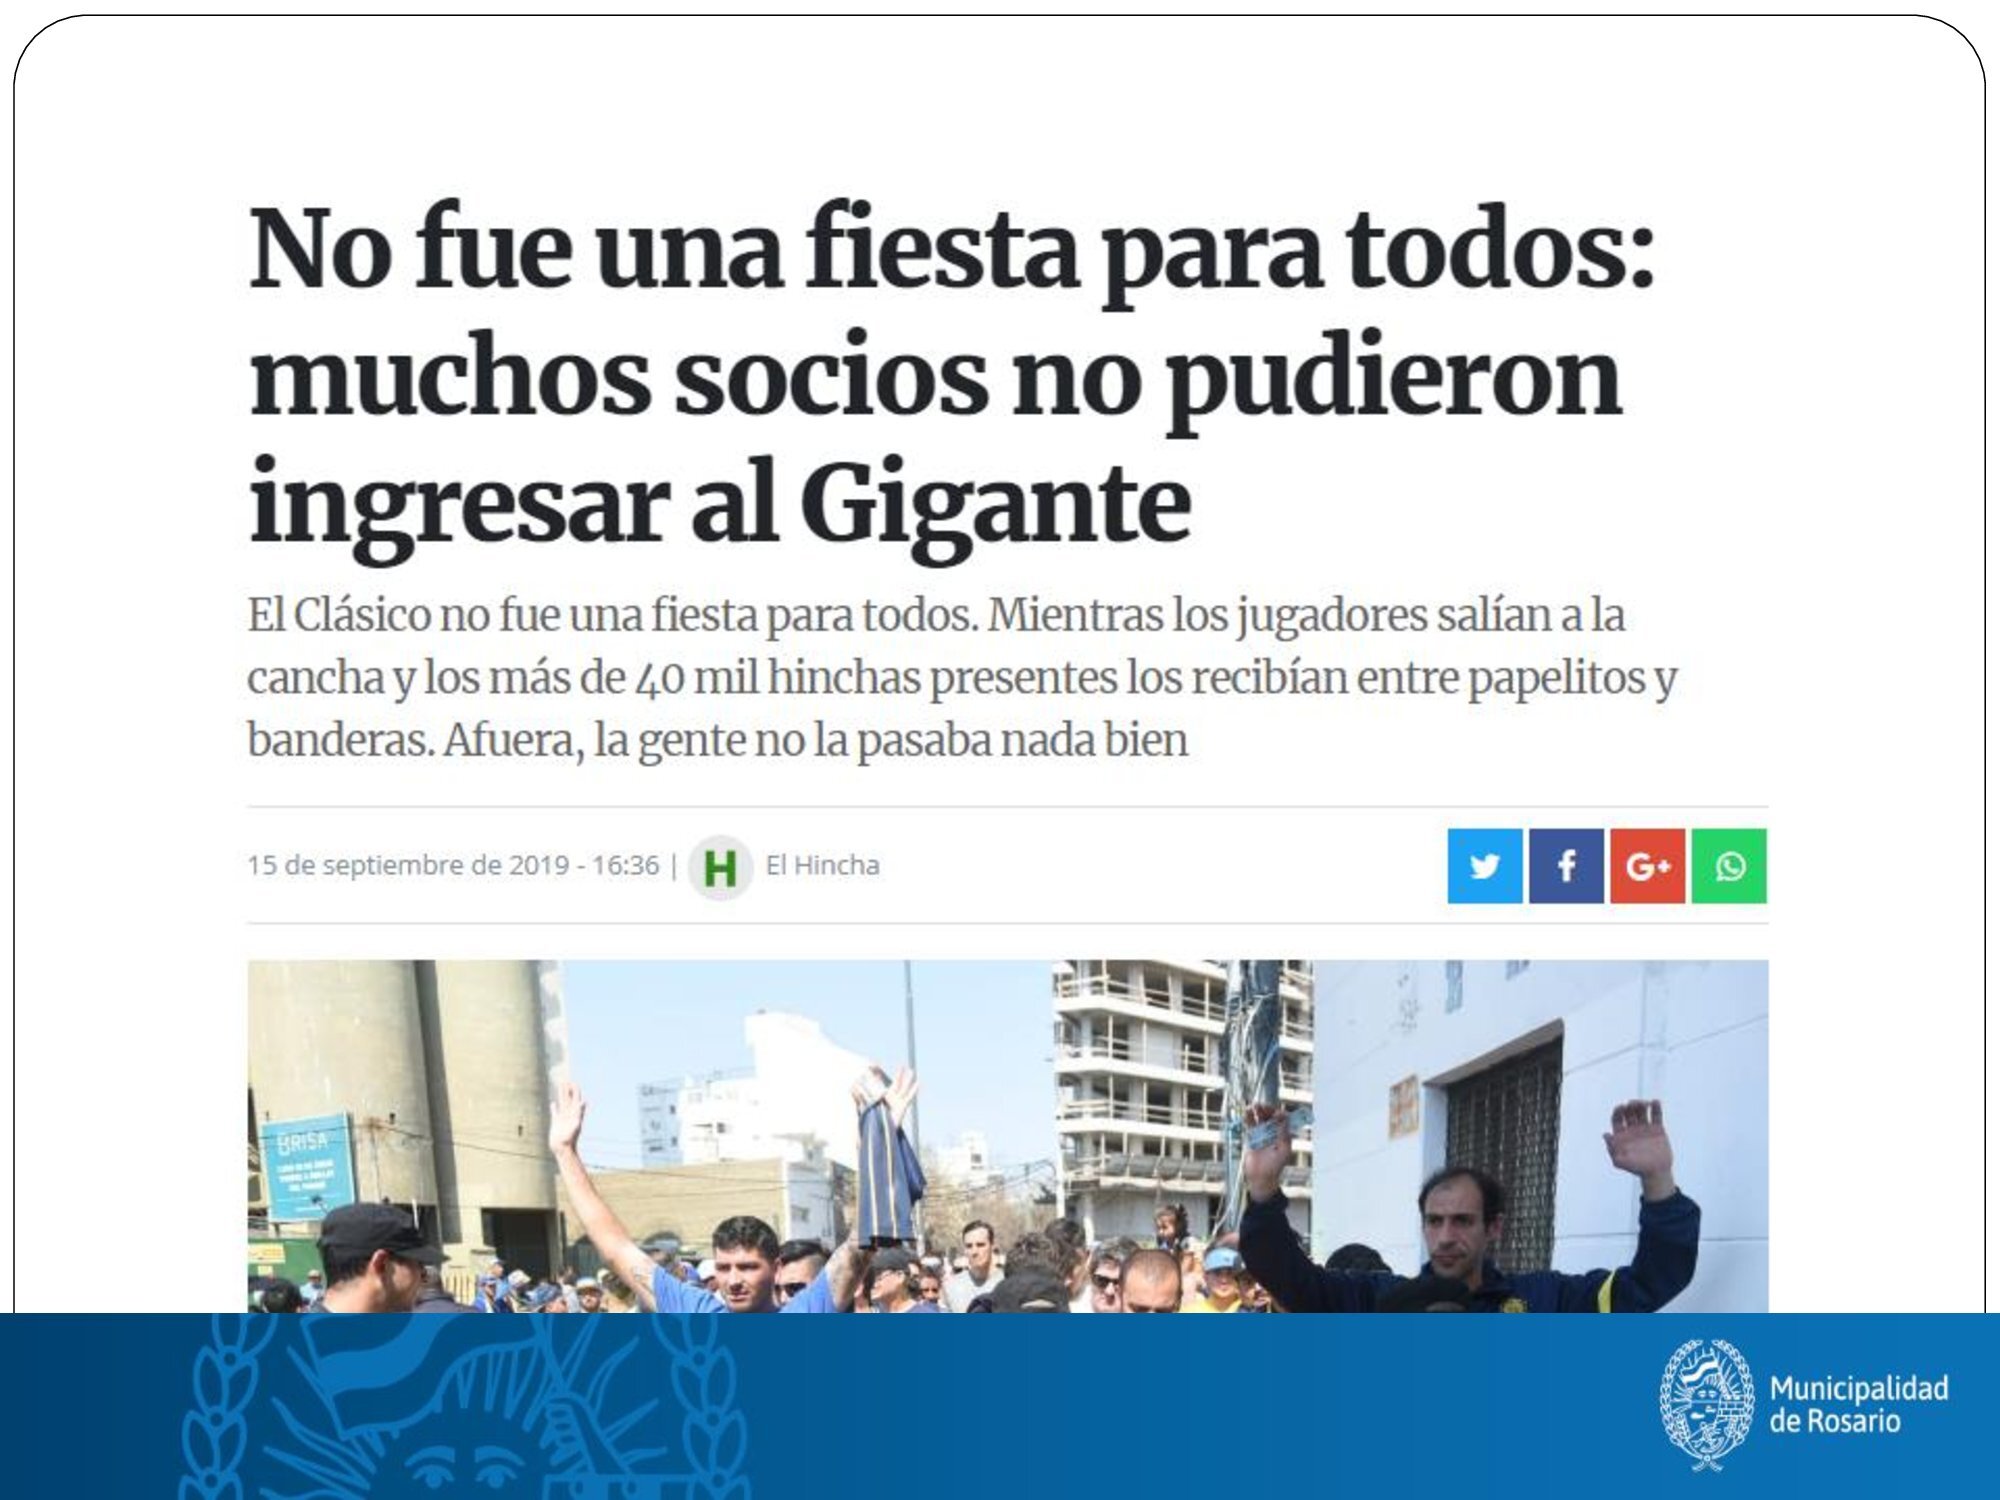 No fue una fiesta para todos:
muchos socios no pudieron
ingresar al Gigante
El Clásico no fue una fiesta para todos. Mientras los jugadores salían a la
cancha y los más de 40 mil hinchas presentes los recibían entre papelitos y
banderas. Afuera, la gente no la pasaba nada bien
15 de septiembre de 2019 - 16:36 | H El Hincha
f G+
BRISA
Municipalidad
de Rosario